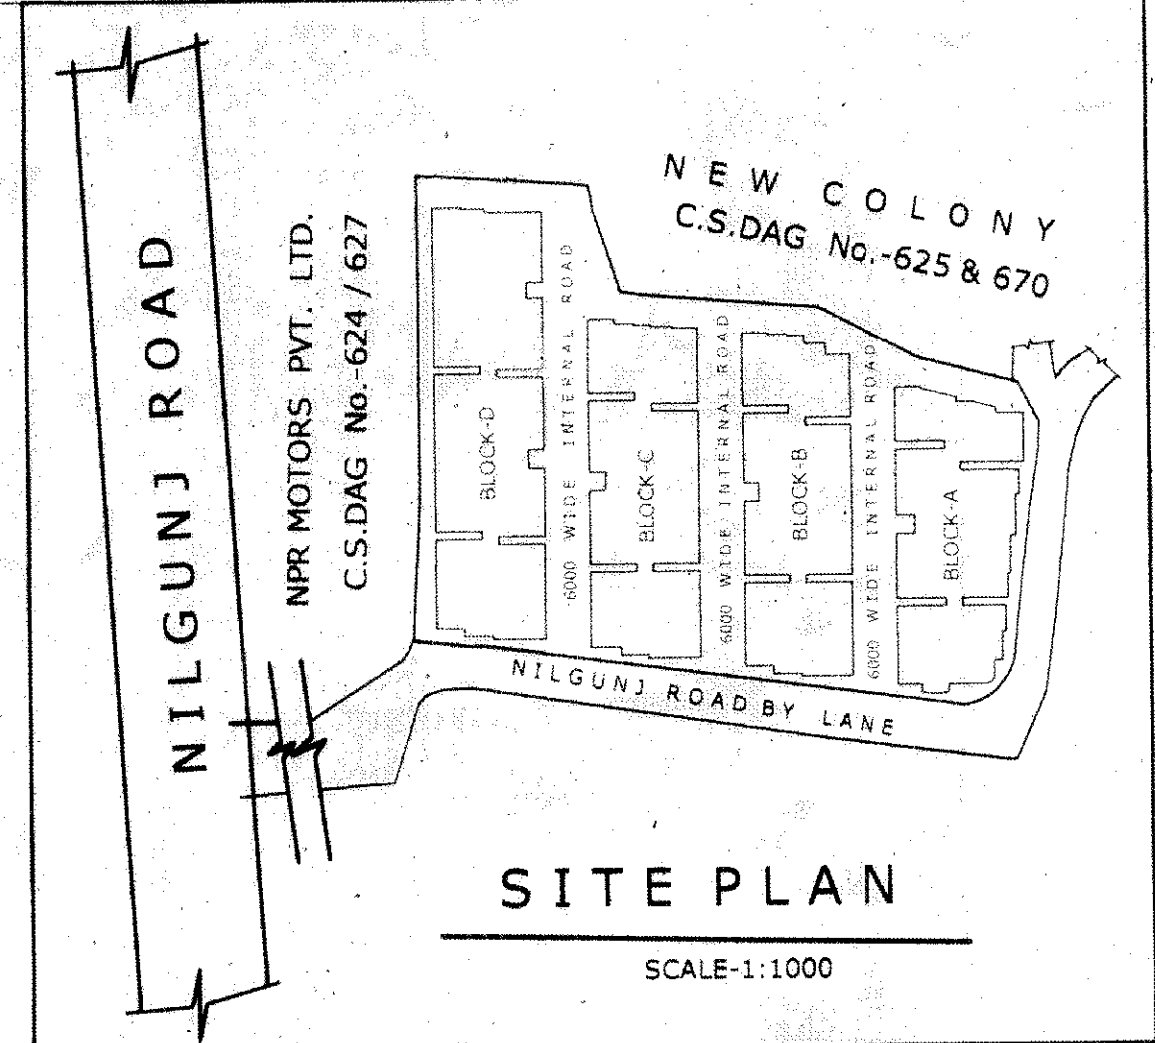 NILGUNJ ROAD
NPR MOTORS PVT. LTD.
C.S.DAG No.-624 / 627
NEW COLONY
C.S.DAG No.-625 & 670
BLOCK-D
6000 WIDE INTERNAL ROAD
BLOCK-C
6000 WIDE INTERNAL ROAD
BLOCK-B
6000 WIDE INTERNAL ROAD
BLOCK-A
NILGUNJ ROAD BY LANE
SITE PLAN
SCALE-1:1000